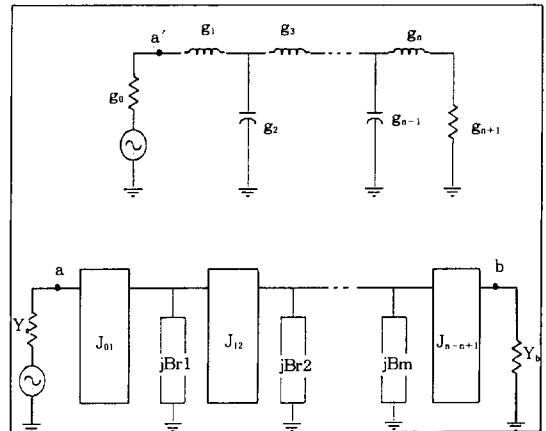 g₁ g₃ gₙ
a′
g₀ g₂ gₙ₋₁ gₙ₊₁
a b
Yₐ J₀₁ J₁₂ Jₙ₋ₙ₊₁ Y_b
jBr1 jBr2 jBm